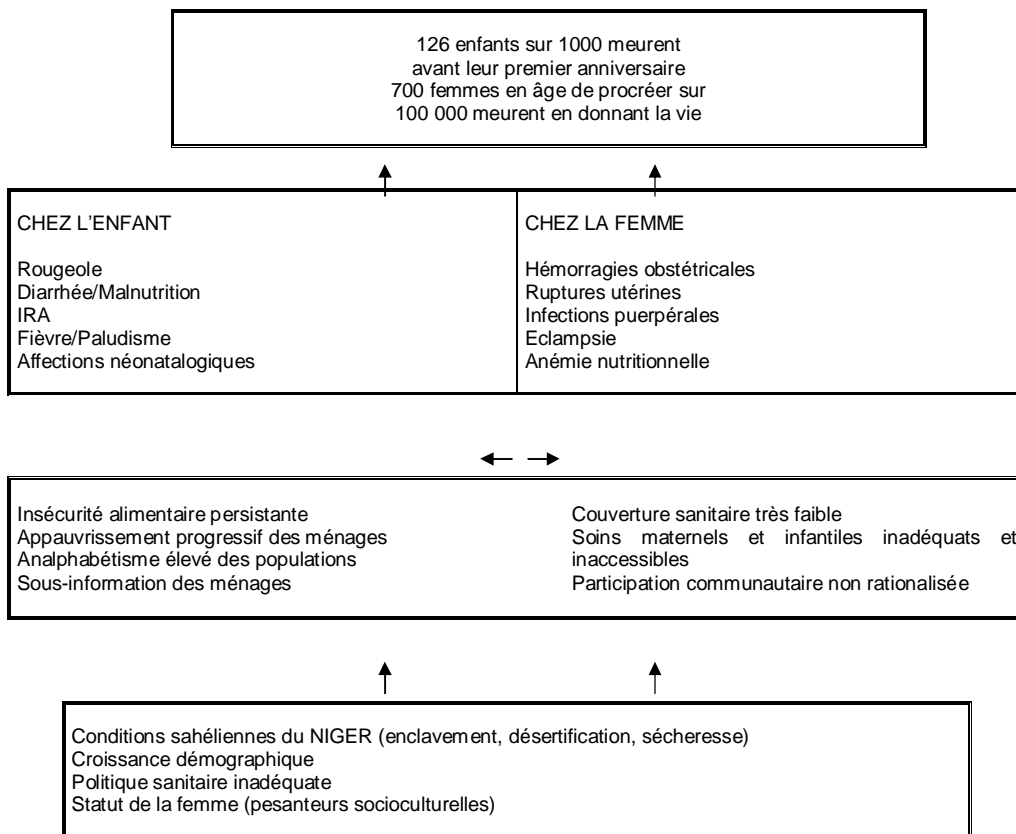 126 enfants sur 1000 meurent
avant leur premier anniversaire
700 femmes en âge de procréer sur
100 000 meurent en donnant la vie
CHEZ L'ENFANT
Rougeole
Diarrhée/Malnutrition
IRA
Fièvre/Paludisme
Affections néonatalogiques
CHEZ LA FEMME
Hémorragies obstétricales
Ruptures utérines
Infections puerpérales
Eclampsie
Anémie nutritionnelle
Insécurité alimentaire persistante
Appauvrissement progressif des ménages
Analphabétisme élevé des populations
Sous-information des ménages
Couverture sanitaire très faible
Soins maternels et infantiles inadéquats et
inaccessibles
Participation communautaire non rationalisée
Conditions sahéliennes du NIGER (enclavement, désertification, sécheresse)
Croissance démographique
Politique sanitaire inadéquate
Statut de la femme (pesanteurs socioculturelles)